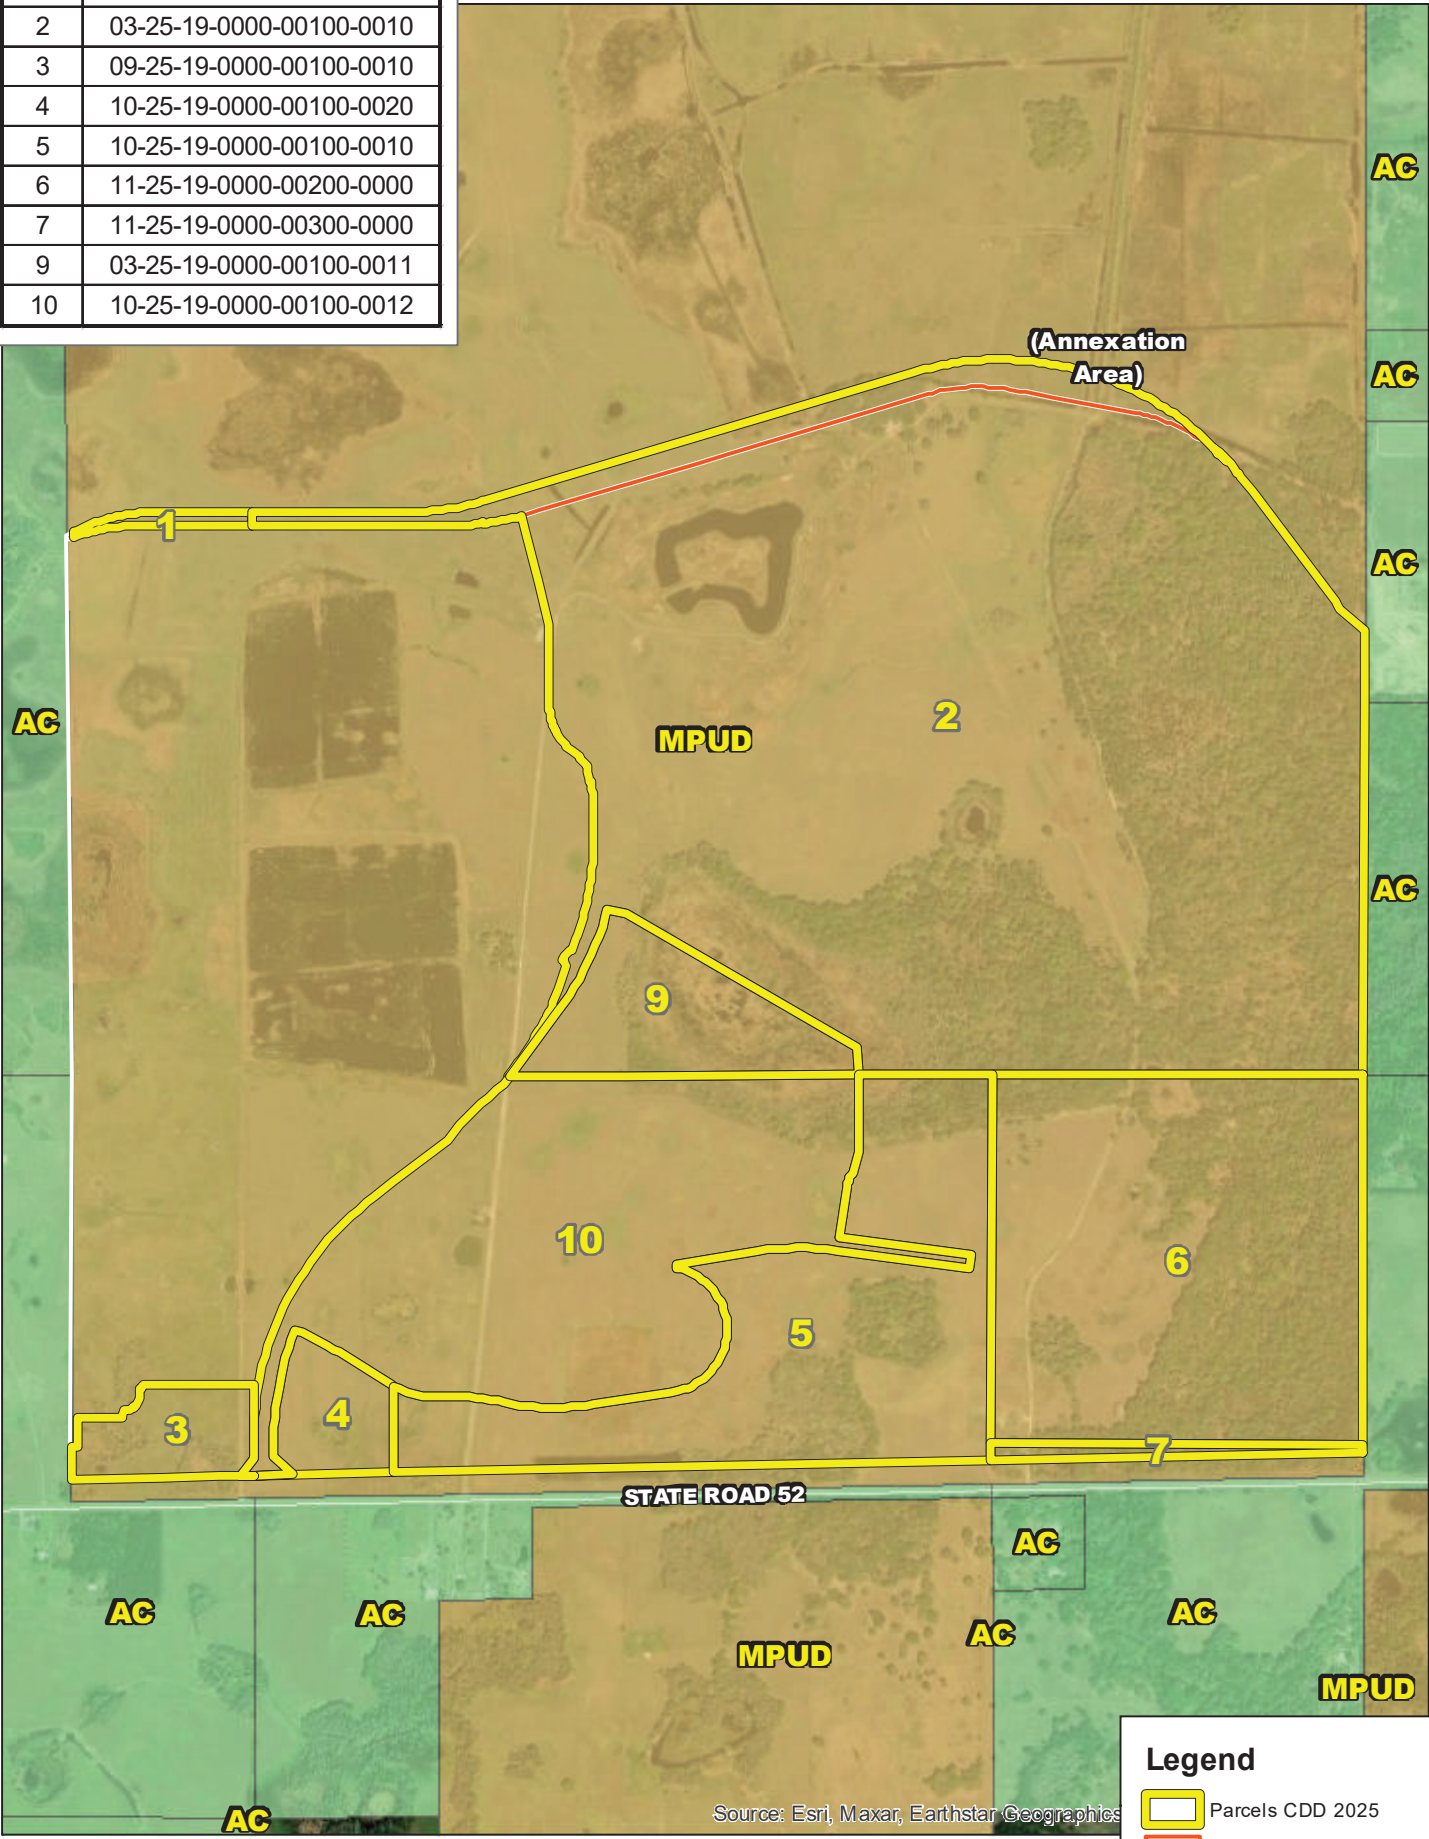 2 03-25-19-0000-00100-0010
3 09-25-19-0000-00100-0010
4 10-25-19-0000-00100-0020
5 10-25-19-0000-00100-0010
6 11-25-19-0000-00200-0000
7 11-25-19-0000-00300-0000
9 03-25-19-0000-00100-0011
10 10-25-19-0000-00100-0012
AC
(Annexation
Area)
AC
1
AC
AC
MPUD
2
AC
9
10
6
5
4
3
7
STATE ROAD 52
AC
AC
AC
AC
AC
MPUD
MPUD
Legend
Parcels CDD 2025
Source: Esri, Maxar, Earthstar Geographics
AC